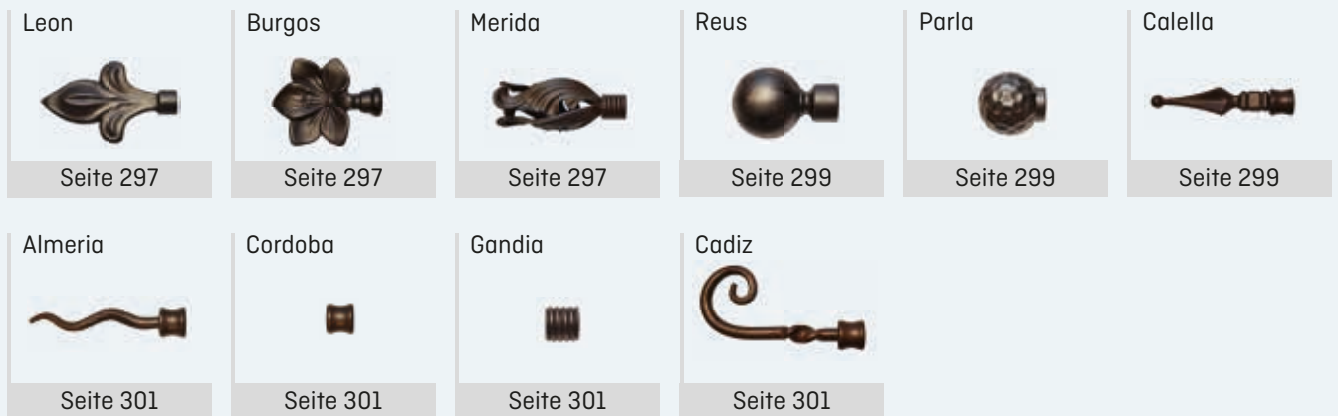 Leon
Burgos
Merida
Reus
Parla
Calella
Seite 297
Seite 297
Seite 297
Seite 299
Seite 299
Seite 299
Almeria
Cordoba
Gandia
Cadiz
Seite 301
Seite 301
Seite 301
Seite 301